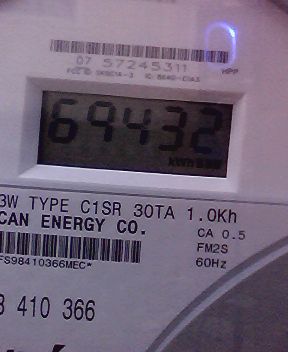 07 57245311
HPP
69432
kWh
3W TYPE C1SR 30TA 1.0Kh
CAN ENERGY CO.
CA 0.5
FM2S
60Hz
FS98410366MEC*
3 410 366